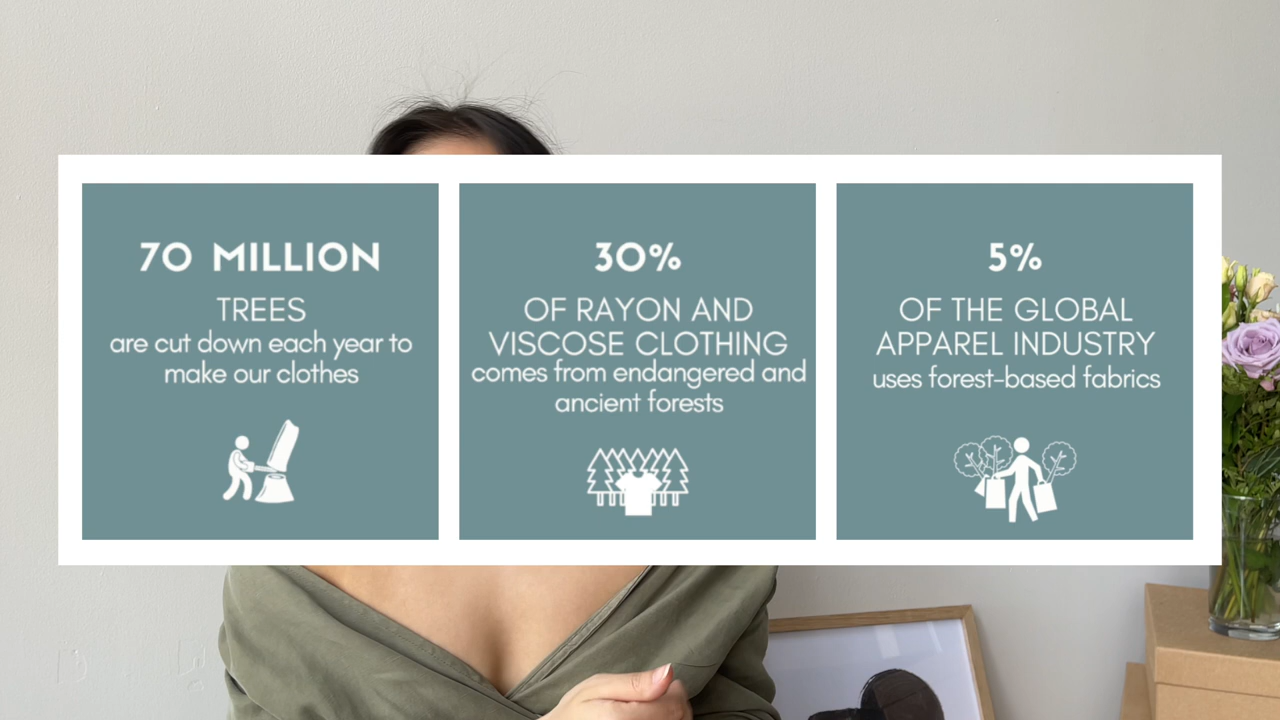 70 MILLION
TREES
are cut down each year to
make our clothes
30%
OF RAYON AND
VISCOSE CLOTHING
comes from endangered and
ancient forests
5%
OF THE GLOBAL
APPAREL INDUSTRY
uses forest-based fabrics